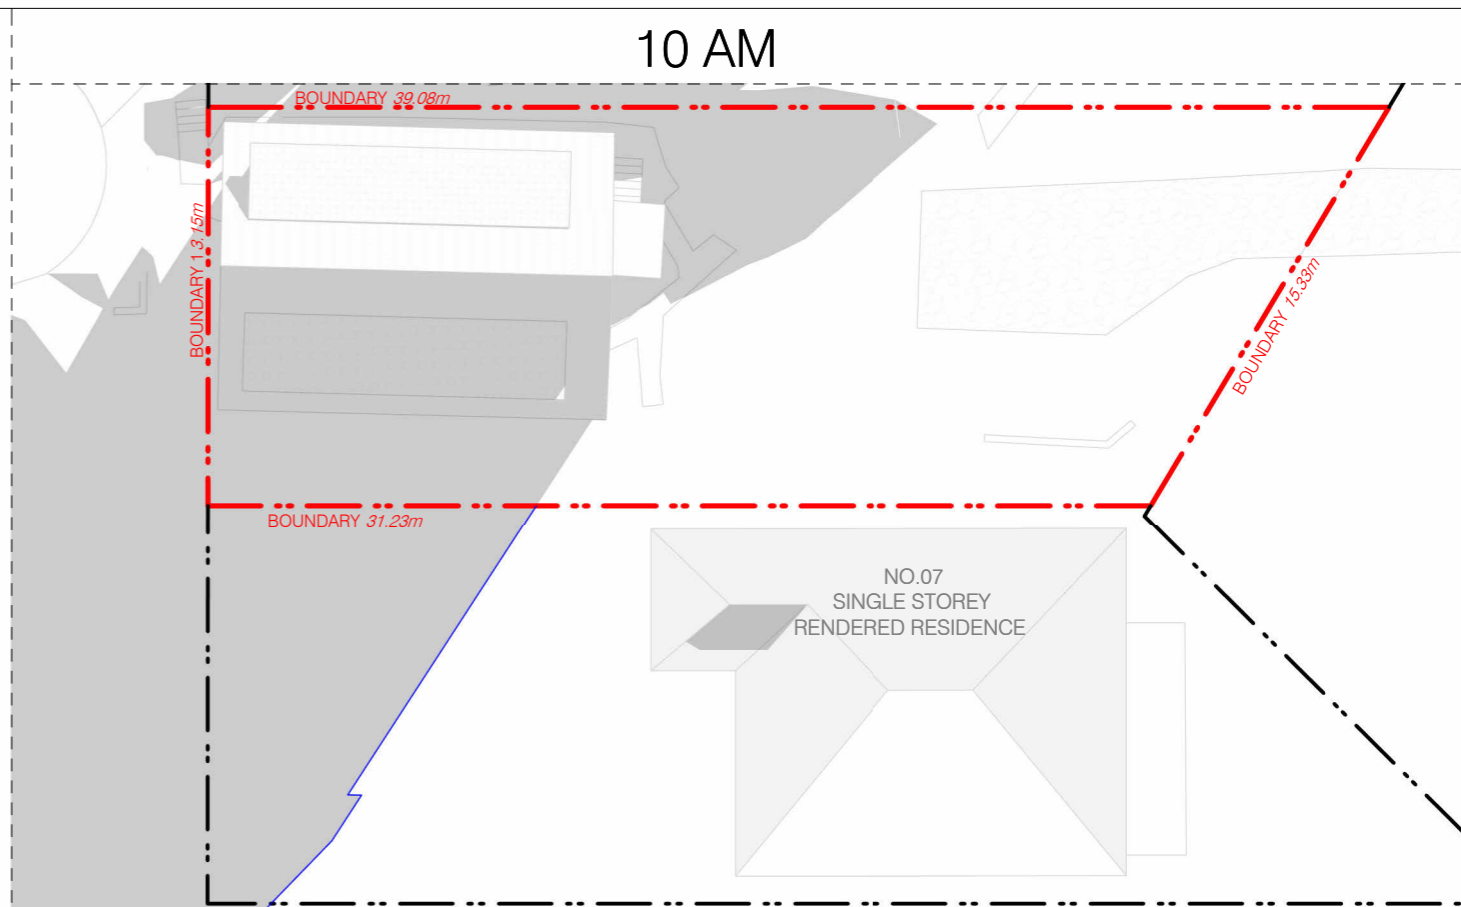 10 AM
BOUNDARY 39.08m
BOUNDARY 13.15m
BOUNDARY 15.33m
BOUNDARY 31.23m
NO.07
SINGLE STOREY
RENDERED RESIDENCE